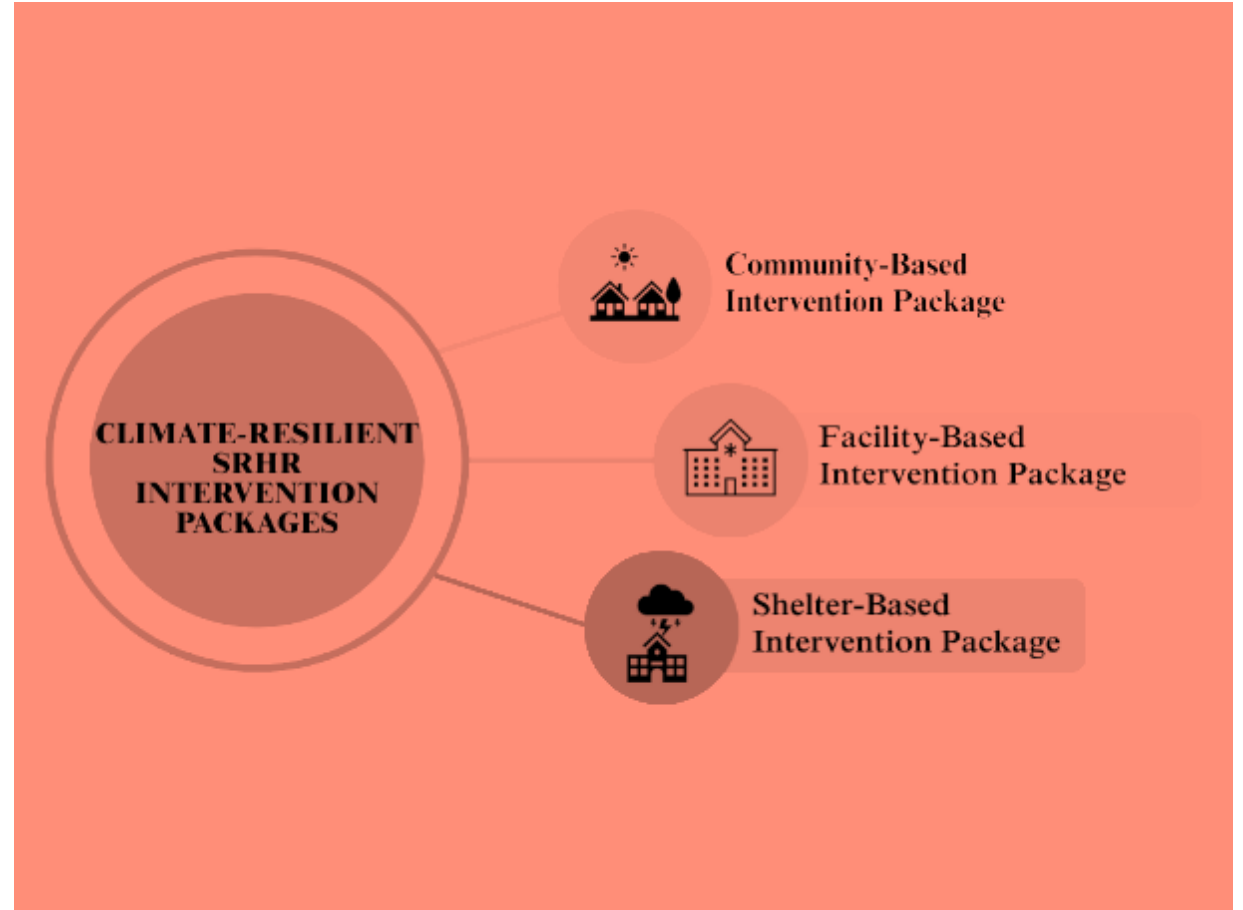 CLIMATE-RESILIENT
SRHR
INTERVENTION
PACKAGES
Community-Based
Intervention Package
Facility-Based
Intervention Package
Shelter-Based
Intervention Package